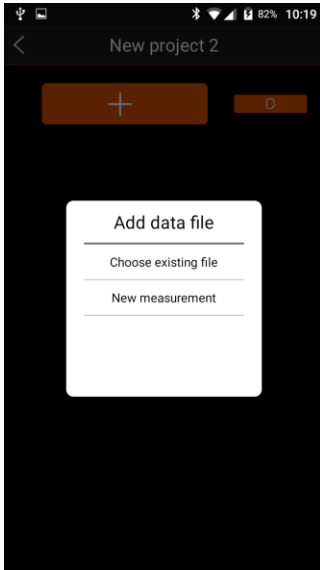 82% 10:19
New project 2
Add data file
Choose existing file
New measurement